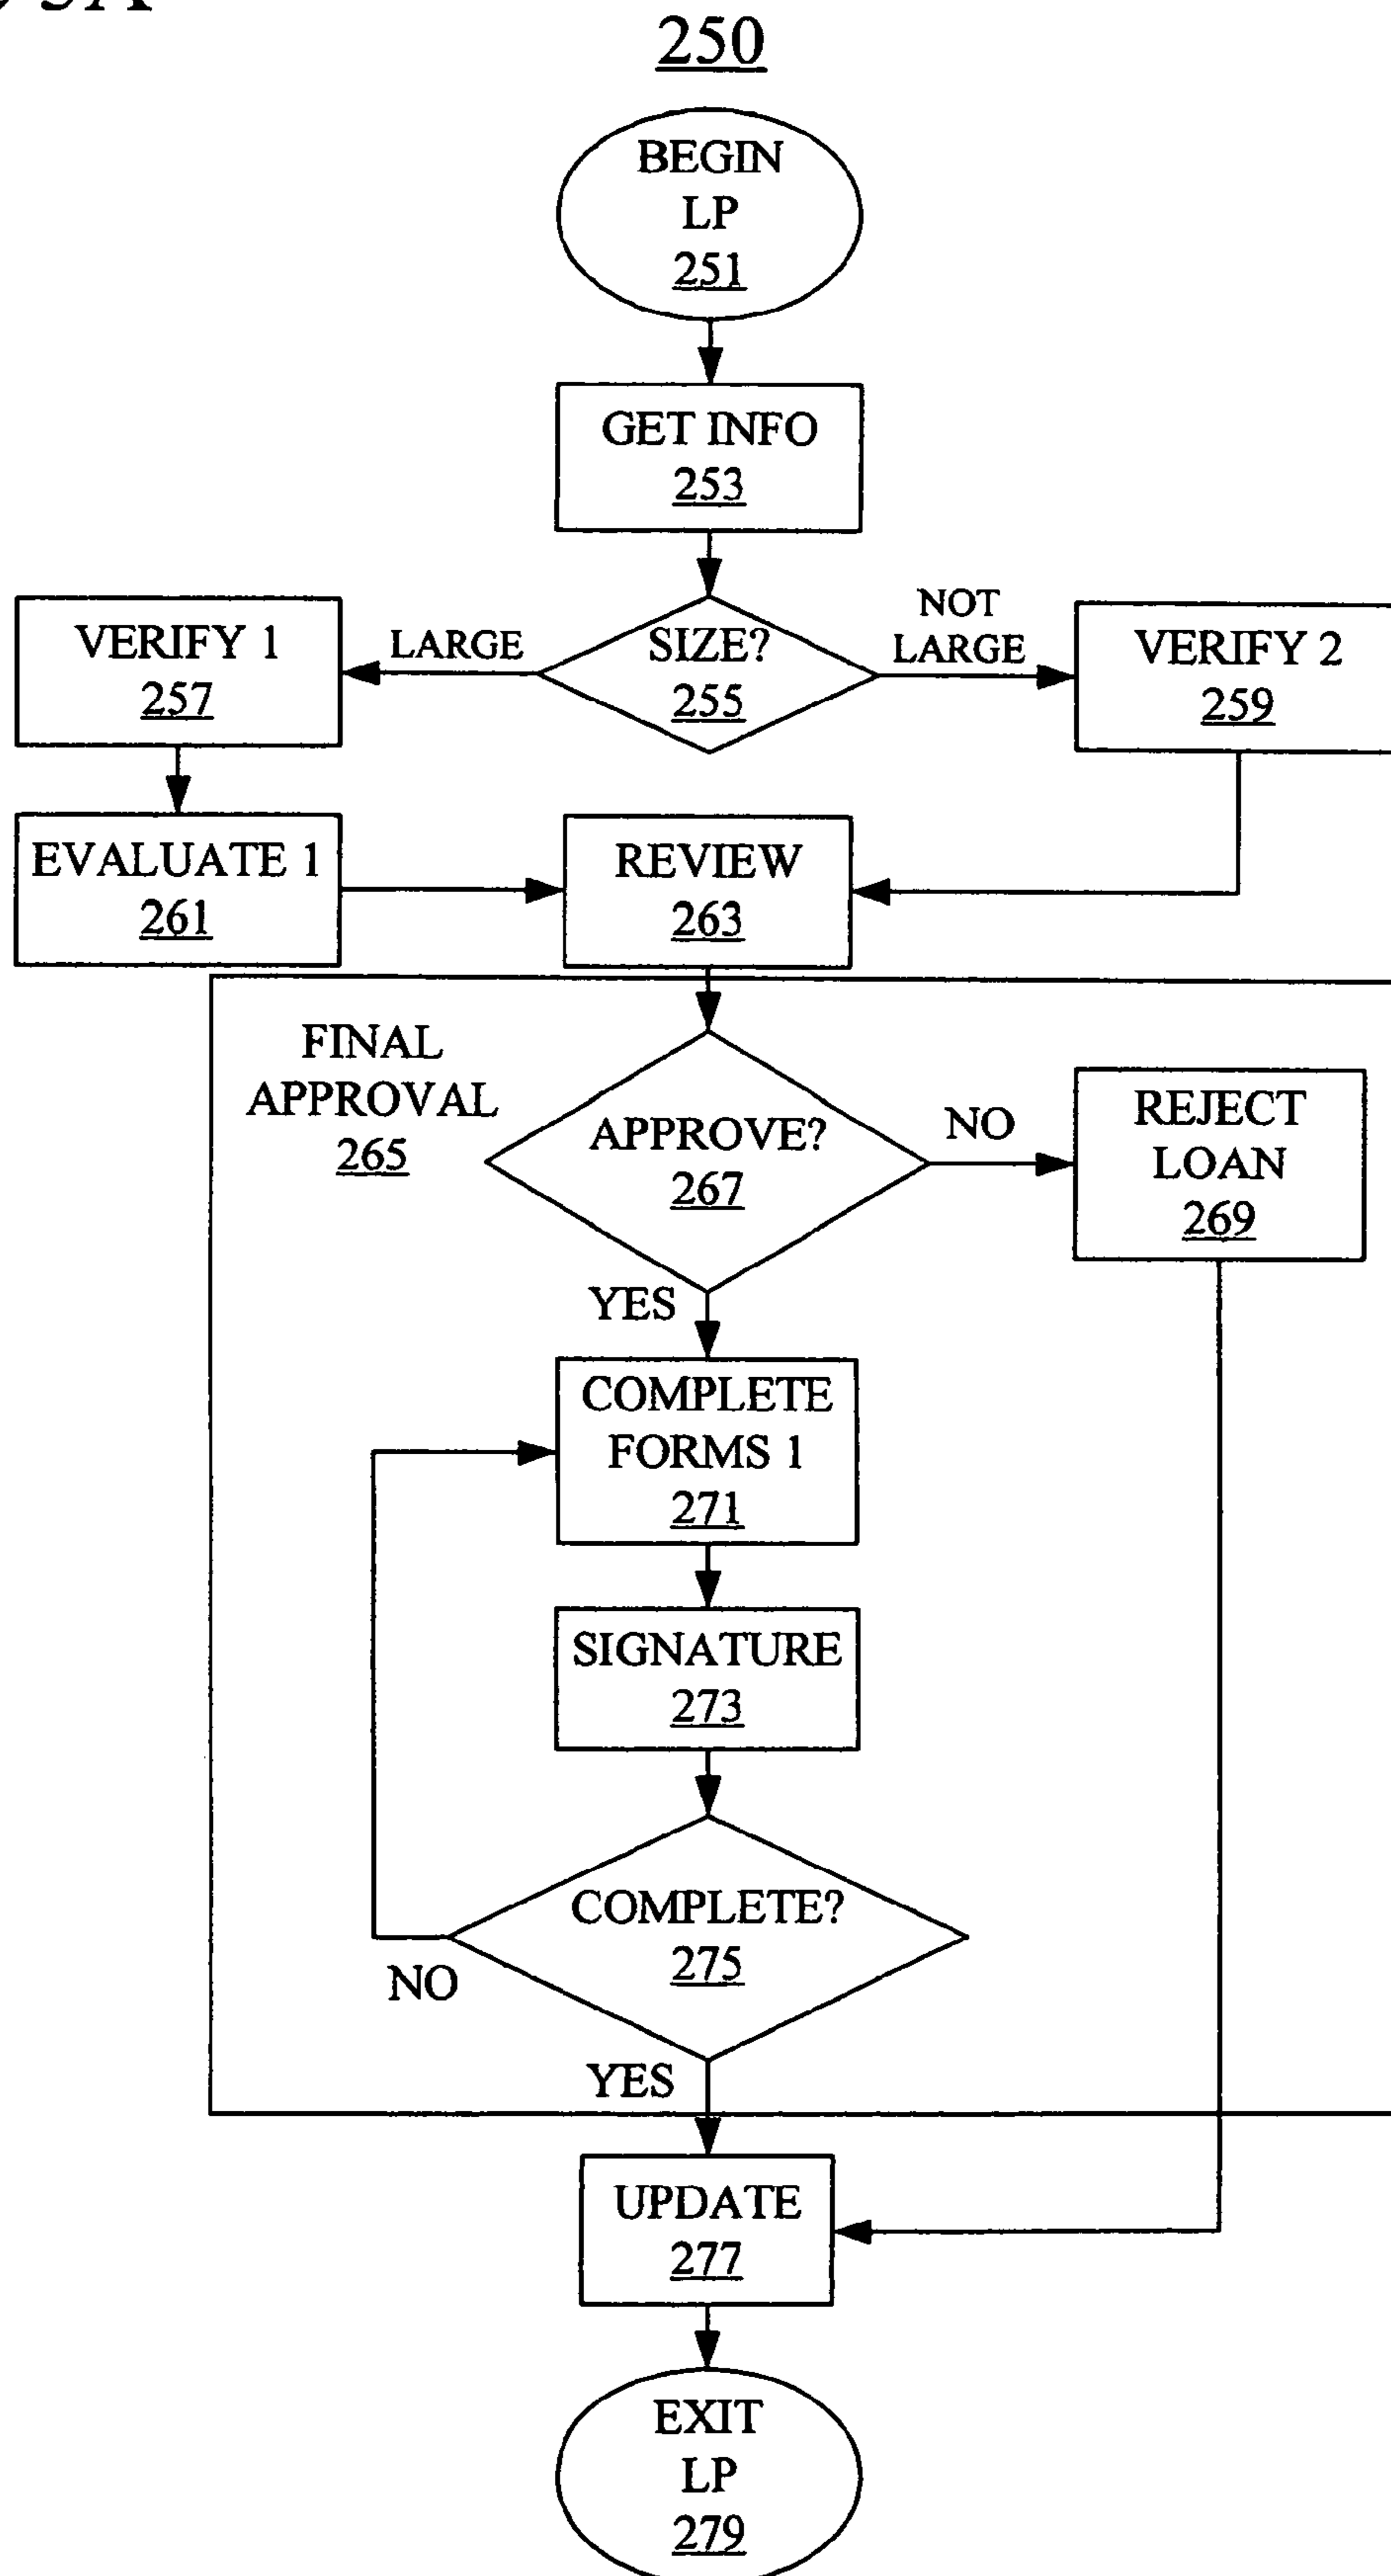 3A
250
BEGIN
LP
251
GET INFO
253
VERIFY 1
257
LARGE
SIZE?
255
NOT
LARGE
VERIFY 2
259
EVALUATE 1
261
REVIEW
263
FINAL
APPROVAL
265
APPROVE?
267
NO
REJECT
LOAN
269
YES
COMPLETE
FORMS 1
271
SIGNATURE
273
COMPLETE?
275
NO
YES
UPDATE
277
EXIT
LP
279